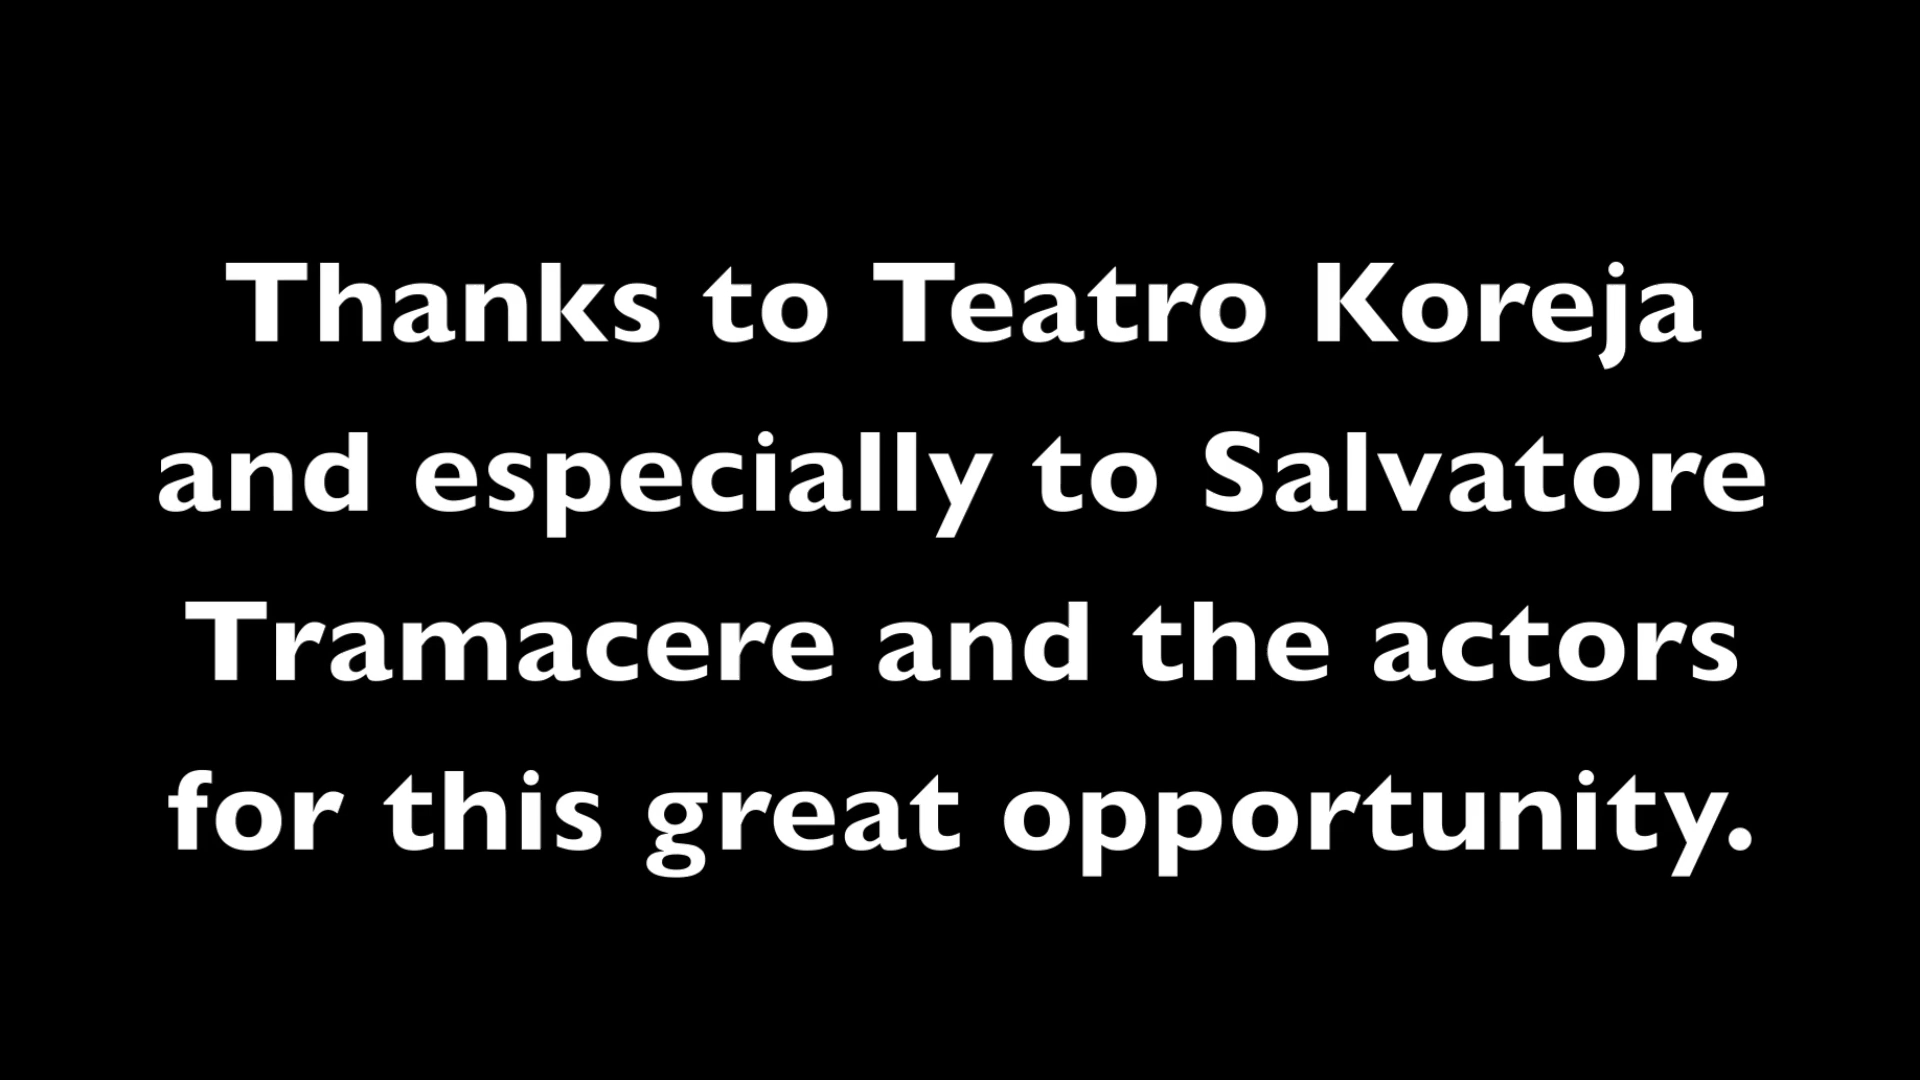 Thanks to Teatro Koreja
and especially to Salvatore
Tramacere and the actors
for this great opportunity.